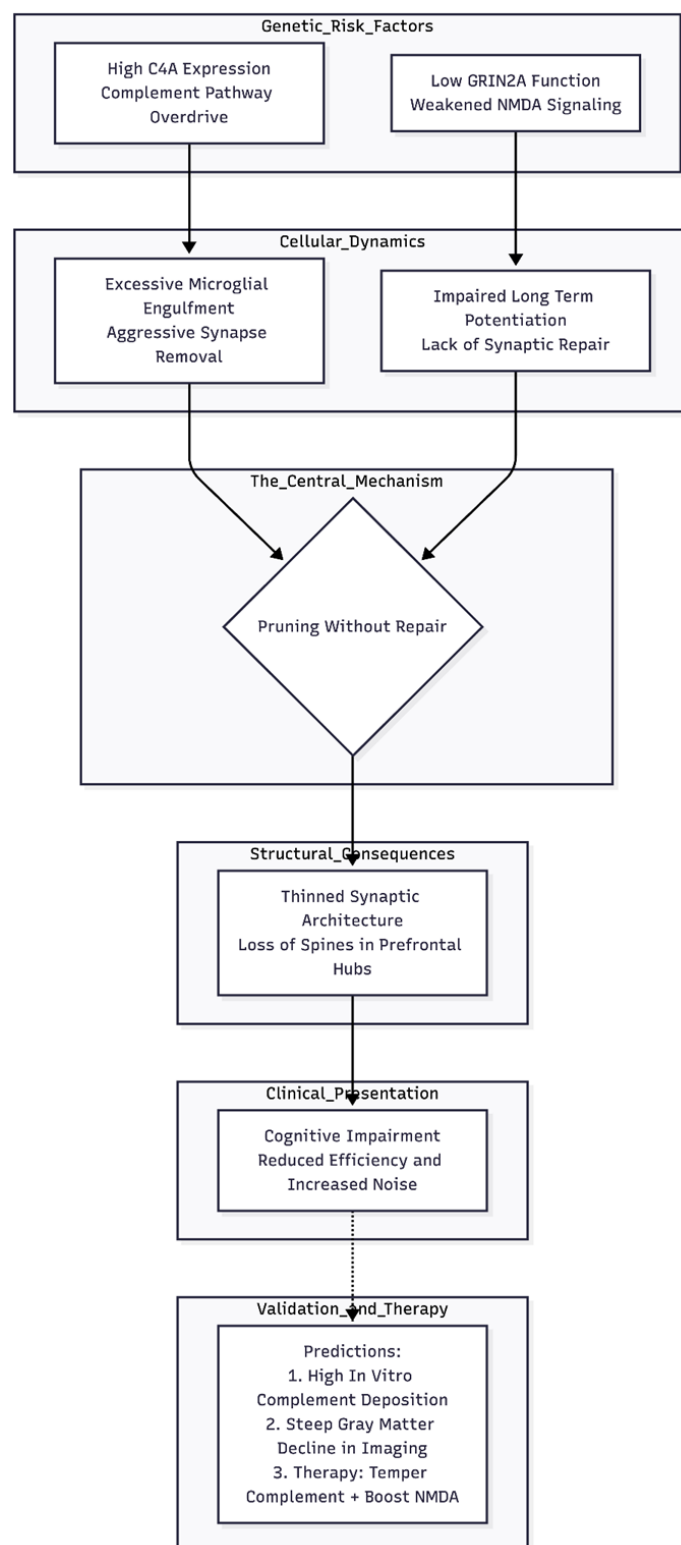 Genetic_Risk_Factors
High C4A Expression
Complement Pathway
Overdrive
Low GRIN2A Function
Weakened NMDA Signaling
Cellular_Dynamics
Excessive Microglial
Engulfment
Aggressive Synapse
Removal
Impaired Long Term
Potentiation
Lack of Synaptic Repair
The_Central_Mechanism
Pruning Without Repair
Structural_Consequences
Thinned Synaptic
Architecture
Loss of Spines in Prefrontal
Hubs
Clinical_Presentation
Cognitive Impairment
Reduced Efficiency and
Increased Noise
Validation_and_Therapy
Predictions:
1. High In Vitro
Complement Deposition
2. Steep Gray Matter
Decline in Imaging
3. Therapy: Temper
Complement + Boost NMDA